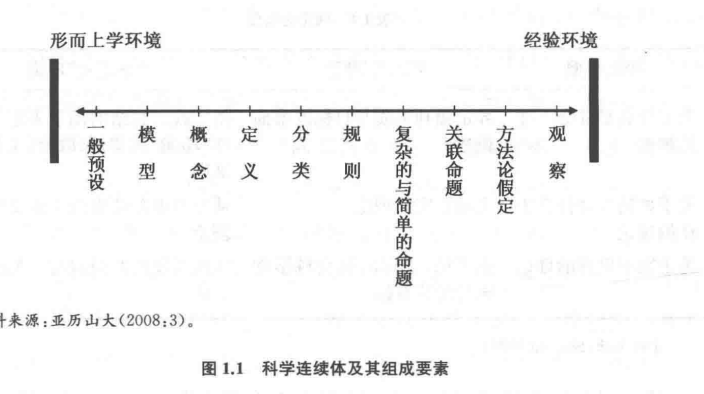 形而上学环境
经验环境
一般预设
模型
概念
定义
分类
规则
复杂的与简单的命题
关联命题
方法论假定
观察
料来源:亚历山大(2008:3)。
图 1.1 科学连续体及其组成要素